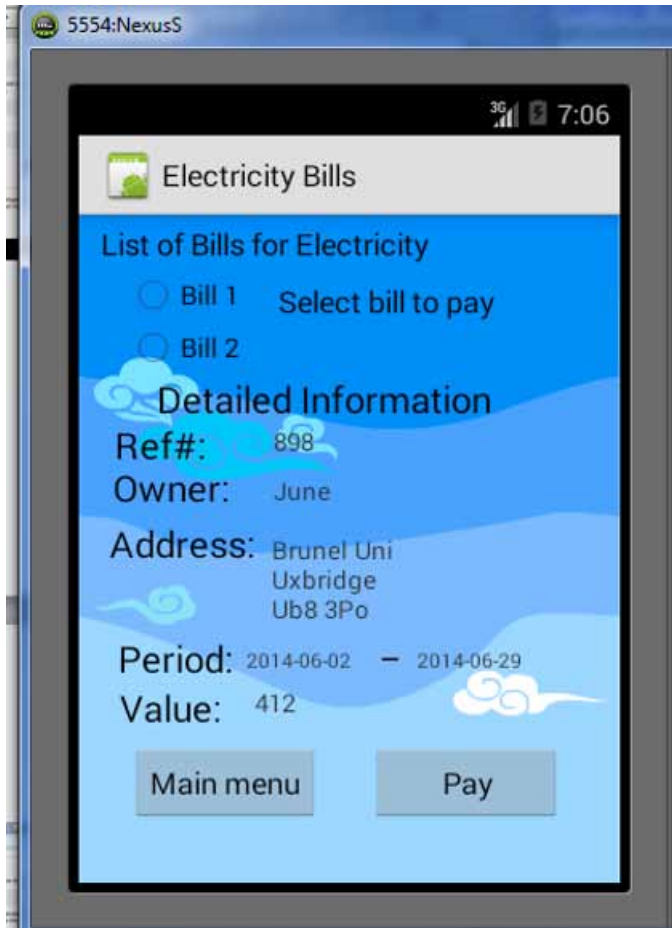 5554:NexusS
3G 7:06
Electricity Bills
List of Bills for Electricity
Bill 1
Select bill to pay
Bill 2
Detailed Information
Ref#: 898
Owner: June
Address: Brunel Uni
Uxbridge
Ub8 3Po
Period: 2014-06-02 – 2014-06-29
Value: 412
Main menu Pay